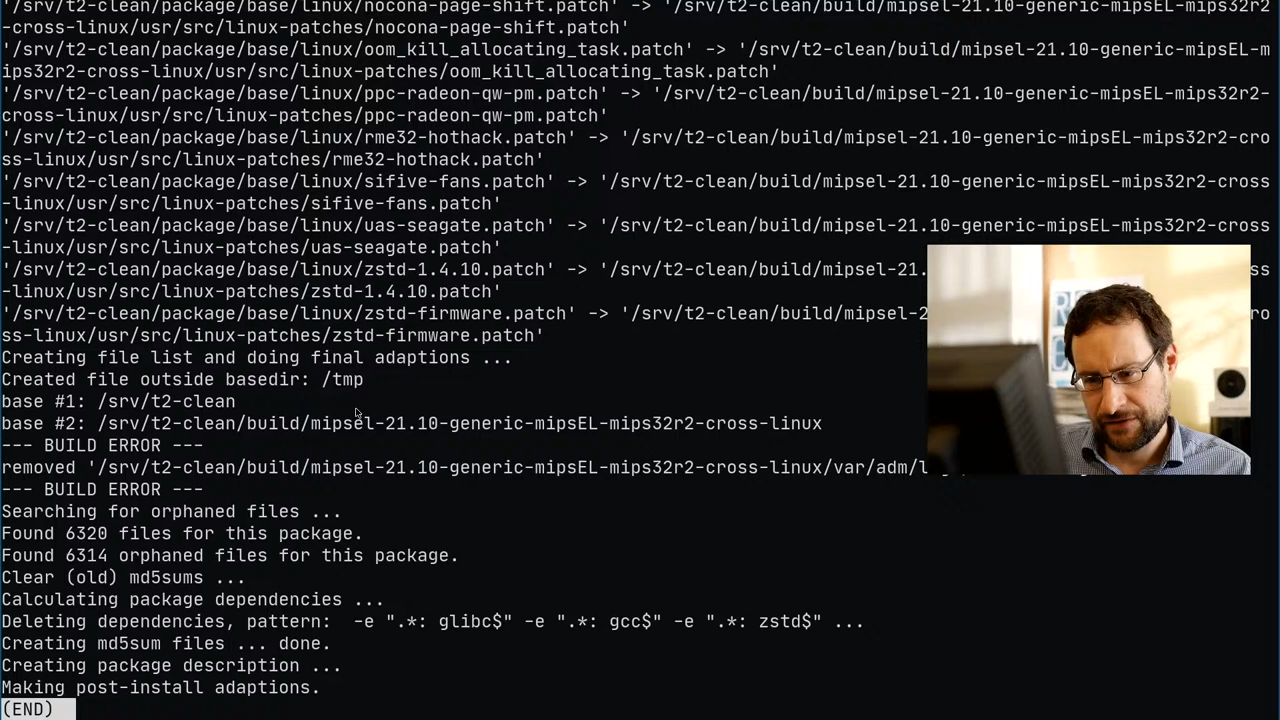 '/srv/t2-clean/package/base/linux/nocona-page-shift.patch' -> '/srv/t2-clean/build/mipsel-21.10-generic-mipsEL-mips32r2
-cross-linux/usr/src/linux-patches/nocona-page-shift.patch'
'/srv/t2-clean/package/base/linux/oom_kill_allocating_task.patch' -> '/srv/t2-clean/build/mipsel-21.10-generic-mipsEL-m
ips32r2-cross-linux/usr/src/linux-patches/oom_kill_allocating_task.patch'
'/srv/t2-clean/package/base/linux/ppc-radeon-qw-pm.patch' -> '/srv/t2-clean/build/mipsel-21.10-generic-mipsEL-mips32r2-
cross-linux/usr/src/linux-patches/ppc-radeon-qw-pm.patch'
'/srv/t2-clean/package/base/linux/rme32-hothack.patch' -> '/srv/t2-clean/build/mipsel-21.10-generic-mipsEL-mips32r2-cro
ss-linux/usr/src/linux-patches/rme32-hothack.patch'
'/srv/t2-clean/package/base/linux/sifive-fans.patch' -> '/srv/t2-clean/build/mipsel-21.10-generic-mipsEL-mips32r2-cross
-linux/usr/src/linux-patches/sifive-fans.patch'
'/srv/t2-clean/package/base/linux/uas-seagate.patch' -> '/srv/t2-clean/build/mipsel-21.10-generic-mipsEL-mips32r2-cross
-linux/usr/src/linux-patches/uas-seagate.patch'
'/srv/t2-clean/package/base/linux/zstd-1.4.10.patch' -> '/srv/t2-clean/build/mipsel-21. ss
-linux/usr/src/linux-patches/zstd-1.4.10.patch'
'/srv/t2-clean/package/base/linux/zstd-firmware.patch' -> '/srv/t2-clean/build/mipsel-2 ro
ss-linux/usr/src/linux-patches/zstd-firmware.patch'
Creating file list and doing final adaptions ...
Created file outside basedir: /tmp
base #1: /srv/t2-clean
base #2: /srv/t2-clean/build/mipsel-21.10-generic-mipsEL-mips32r2-cross-linux
--- BUILD ERROR ---
removed '/srv/t2-clean/build/mipsel-21.10-generic-mipsEL-mips32r2-cross-linux/var/adm/
--- BUILD ERROR ---
Searching for orphaned files ...
Found 6320 files for this package.
Found 6314 orphaned files for this package.
Clear (old) md5sums ...
Calculating package dependencies ...
Deleting dependencies, pattern:  -e ".*: glibc$" -e ".*: gcc$" -e ".*: zstd$" ...
Creating md5sum files ... done.
Creating package description ...
Making post-install adaptions.
(END)